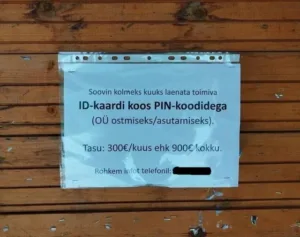 Soovin kolmeks kuuks laenata toimiva
ID-kaardi koos PIN-koodidega
(OÜ ostmiseks/asutamiseks).
Tasu: 300€/kuus ehk 900€ kokku.
Rohkem infot telefonil: